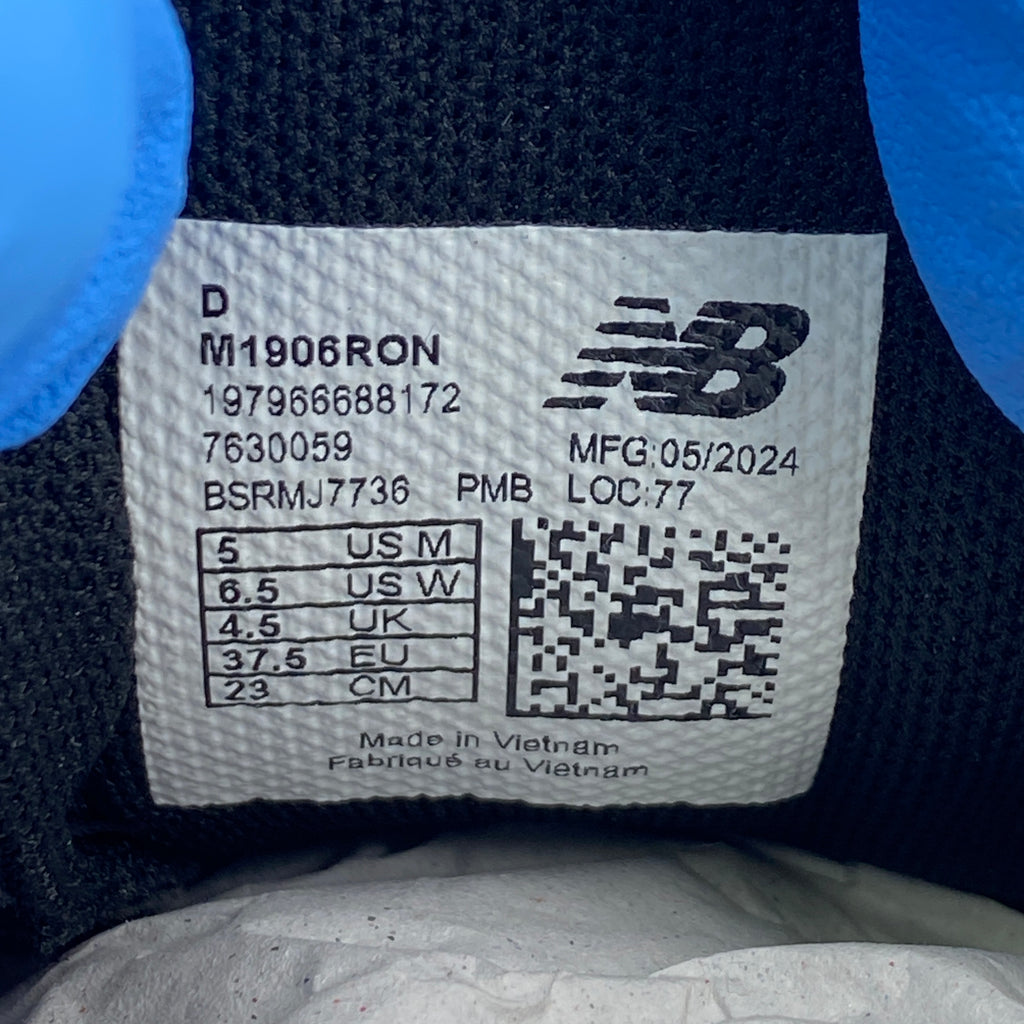 D
M1906RON
197966688172
7630059
BSRMJ7736 PMB
NB
MFG:05/2024
LOC:77
5 US M
6.5 US W
4.5 UK
37.5 EU
23 CM
Made in Vietnam
Fabriqué au Vietnam